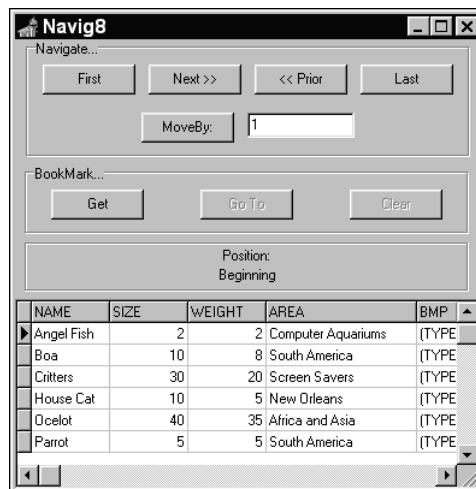 Navig8
Navigate...
First Next >> << Prior Last
MoveBy: 1
BookMark...
Get Go To Clear
Position:
Beginning
NAME SIZE WEIGHT AREA BMP
Angel Fish 2 2 Computer Aquariums (TYPE
Boa 10 8 South America (TYPE
Critters 30 20 Screen Savers (TYPE
House Cat 10 5 New Orleans (TYPE
Ocelot 40 35 Africa and Asia (TYPE
Parrot 5 5 South America (TYPE